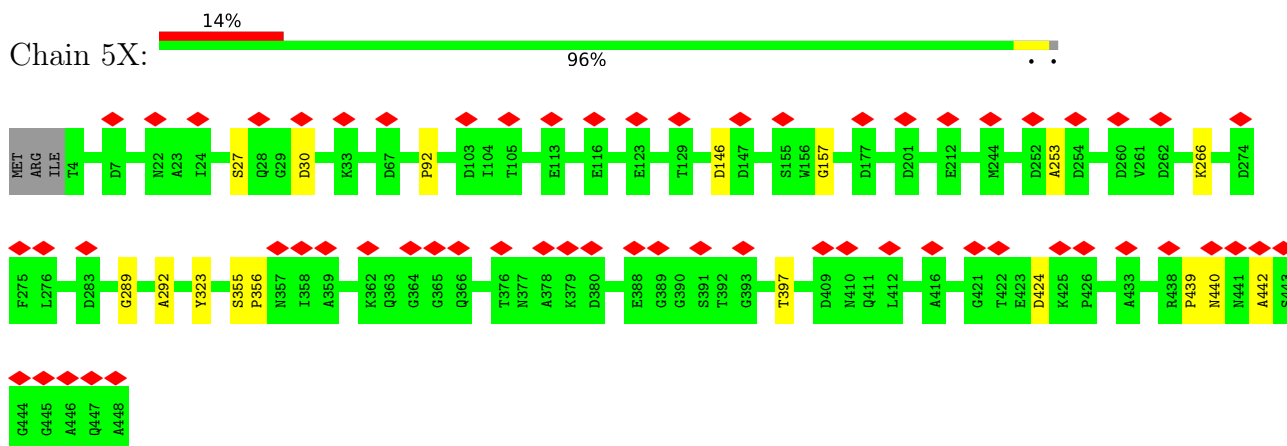 14%
Chain 5X:
96%
• •
MET ARG ILE T4 D7 N22 A23 I24 S27 Q28 G29 D30 K33 D67 P92 D103 I104 T105 E113 E116 E123 T129 D146 D147 S155 W156 G157 D177 D201 E212 M244 D252 A253 D254 D260 V261 D262 K266 D274
F275 L276 D283 G289 A292 Y323 S355 P356 N357 I358 A359 K362 Q363 G364 G365 Q366 T376 N377 A378 K379 D380 E388 G389 G390 S391 T392 G393 T397 D409 N410 Q411 L412 A416 G421 T422 E423 D424 K425 P426 A433 R438 P439 N440 N441 A442 S443
G444 G445 A446 Q447 A448